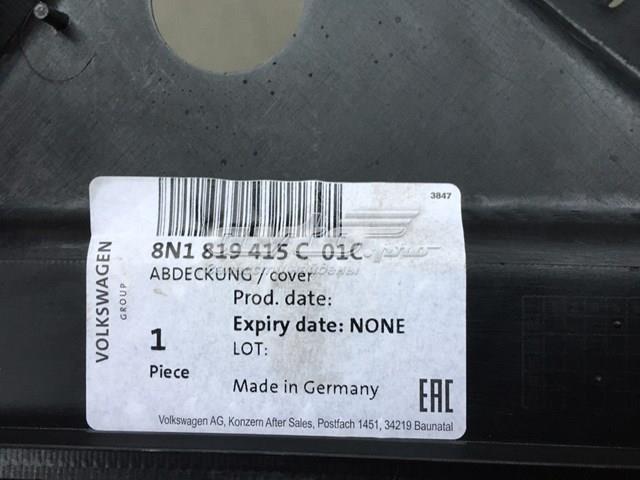 3847
8N1 819 415 C 01C
ABDECKUNG / cover
VOLKSWAGEN
GROUP
Prod. date:
Expiry date: NONE
1
LOT:
Piece
Made in Germany
EAC
Volkswagen AG, Konzern After Sales, Postfach 1451, 34219 Baunatal